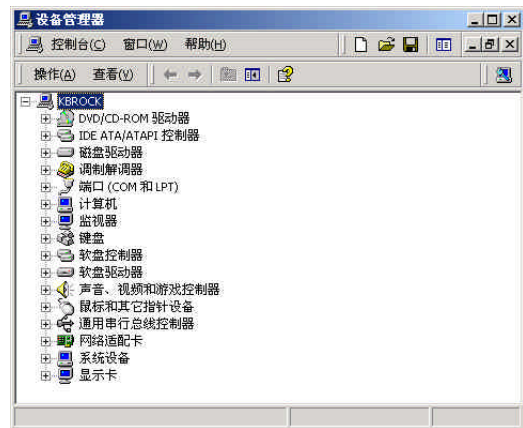 设备管理器
控制台(C) 窗口(W) 帮助(H)
操作(A) 查看(V)
KBROCK
DVD/CD-ROM 驱动器
IDE ATA/ATAPI 控制器
磁盘驱动器
调制解调器
端口 (COM 和 LPT)
计算机
监视器
键盘
软盘控制器
软盘驱动器
声音、视频和游戏控制器
鼠标和其它指针设备
通用串行总线控制器
网络适配卡
系统设备
显示卡